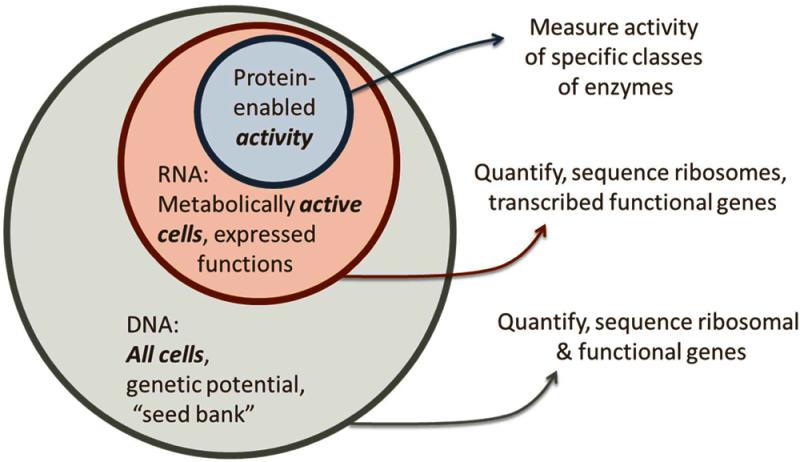 Protein-
enabled
activity
Measure activity
of specific classes
of enzymes
RNA:
Metabolically active
cells, expressed
functions
Quantify, sequence ribosomes,
transcribed functional genes
DNA:
All cells,
genetic potential,
“seed bank”
Quantify, sequence ribosomal
& functional genes